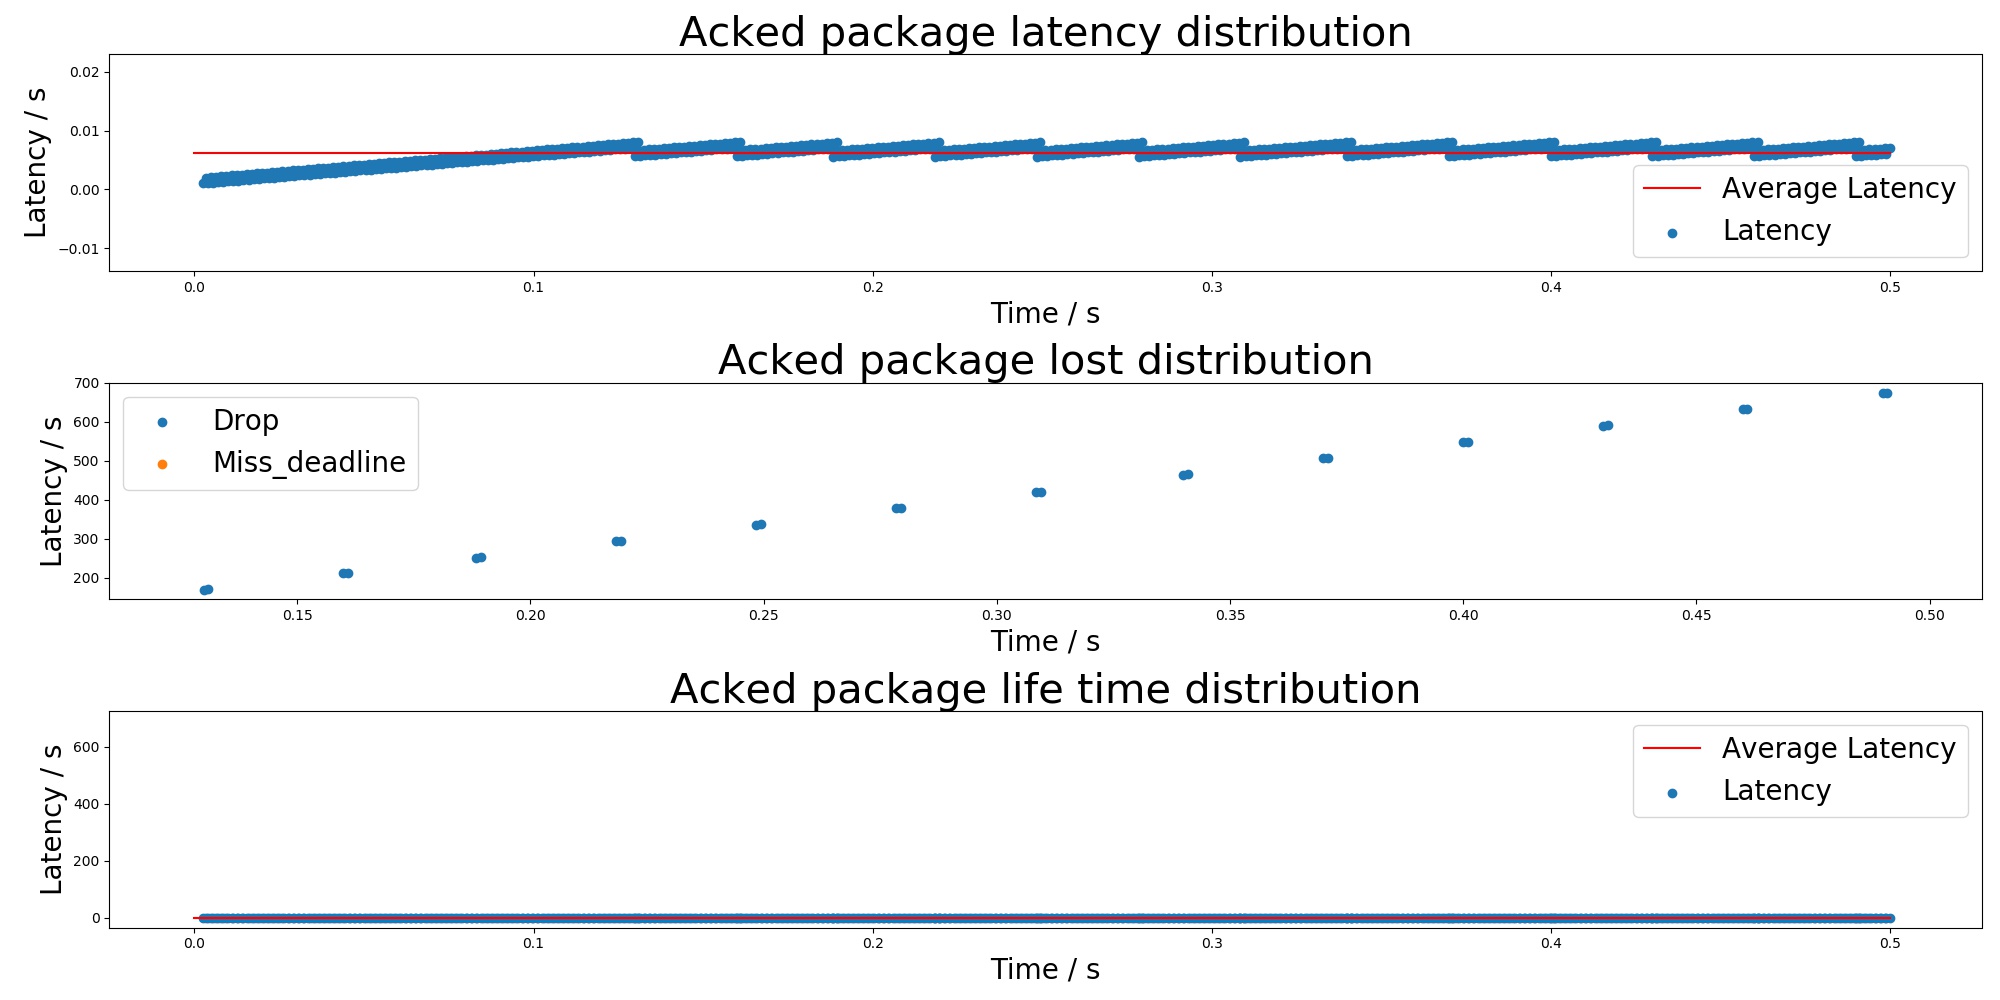 Acked package latency distribution
Latency / s
0.02
0.01
0.00
−0.01
Average Latency
Latency
0.0 0.1 0.2 0.3 0.4 0.5
Time / s
Acked package lost distribution
Latency / s
700
600
500
400
300
200
Drop
Miss_deadline
0.15 0.20 0.25 0.30 0.35 0.40 0.45 0.50
Time / s
Acked package life time distribution
Latency / s
600
400
200
0
Average Latency
Latency
0.0 0.1 0.2 0.3 0.4 0.5
Time / s